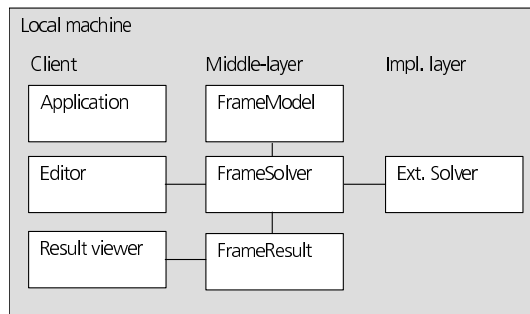 Local machine
Client Middle-layer Impl. layer
Application FrameModel
Editor FrameSolver Ext. Solver
Result viewer FrameResult